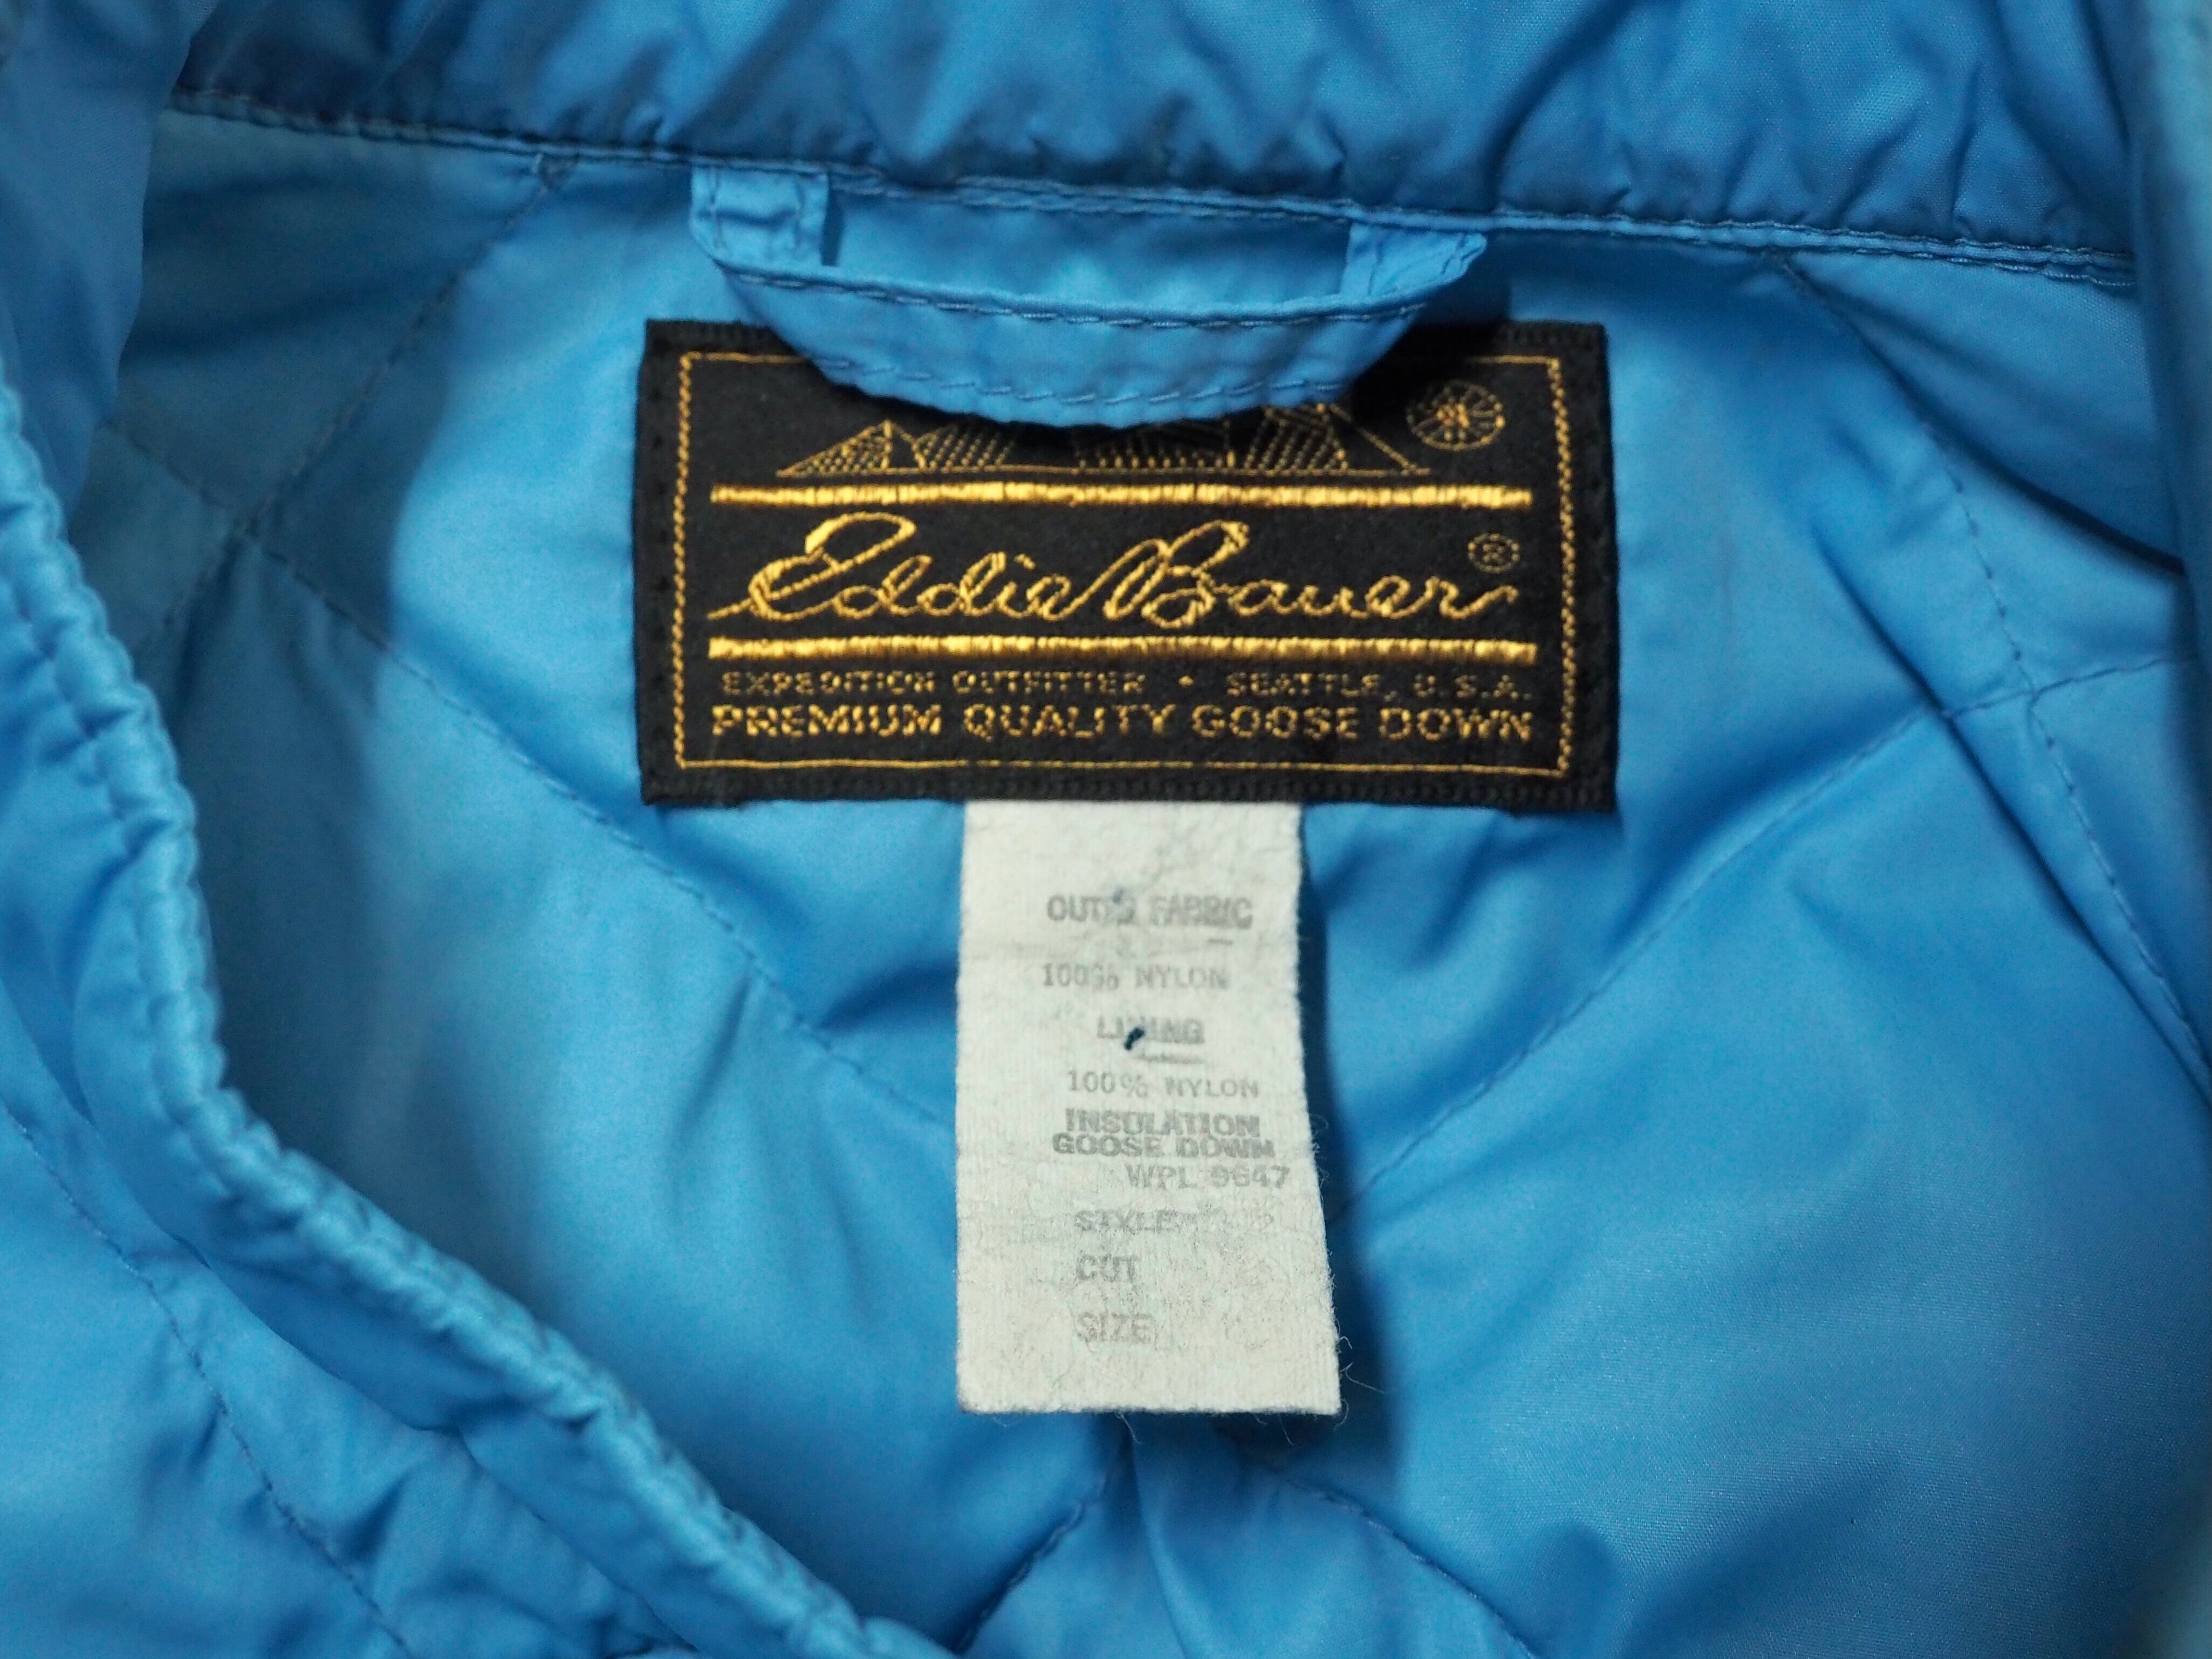 Eddie Bauer ®
EXPEDITION OUTFITTER • SEATTLE, U.S.A.
PREMIUM QUALITY GOOSE DOWN
OUTER FABRIC
100% NYLON
LINING
100% NYLON
INSULATION
GOOSE DOWN
WPL 9647
STYLE
CUT
SIZE